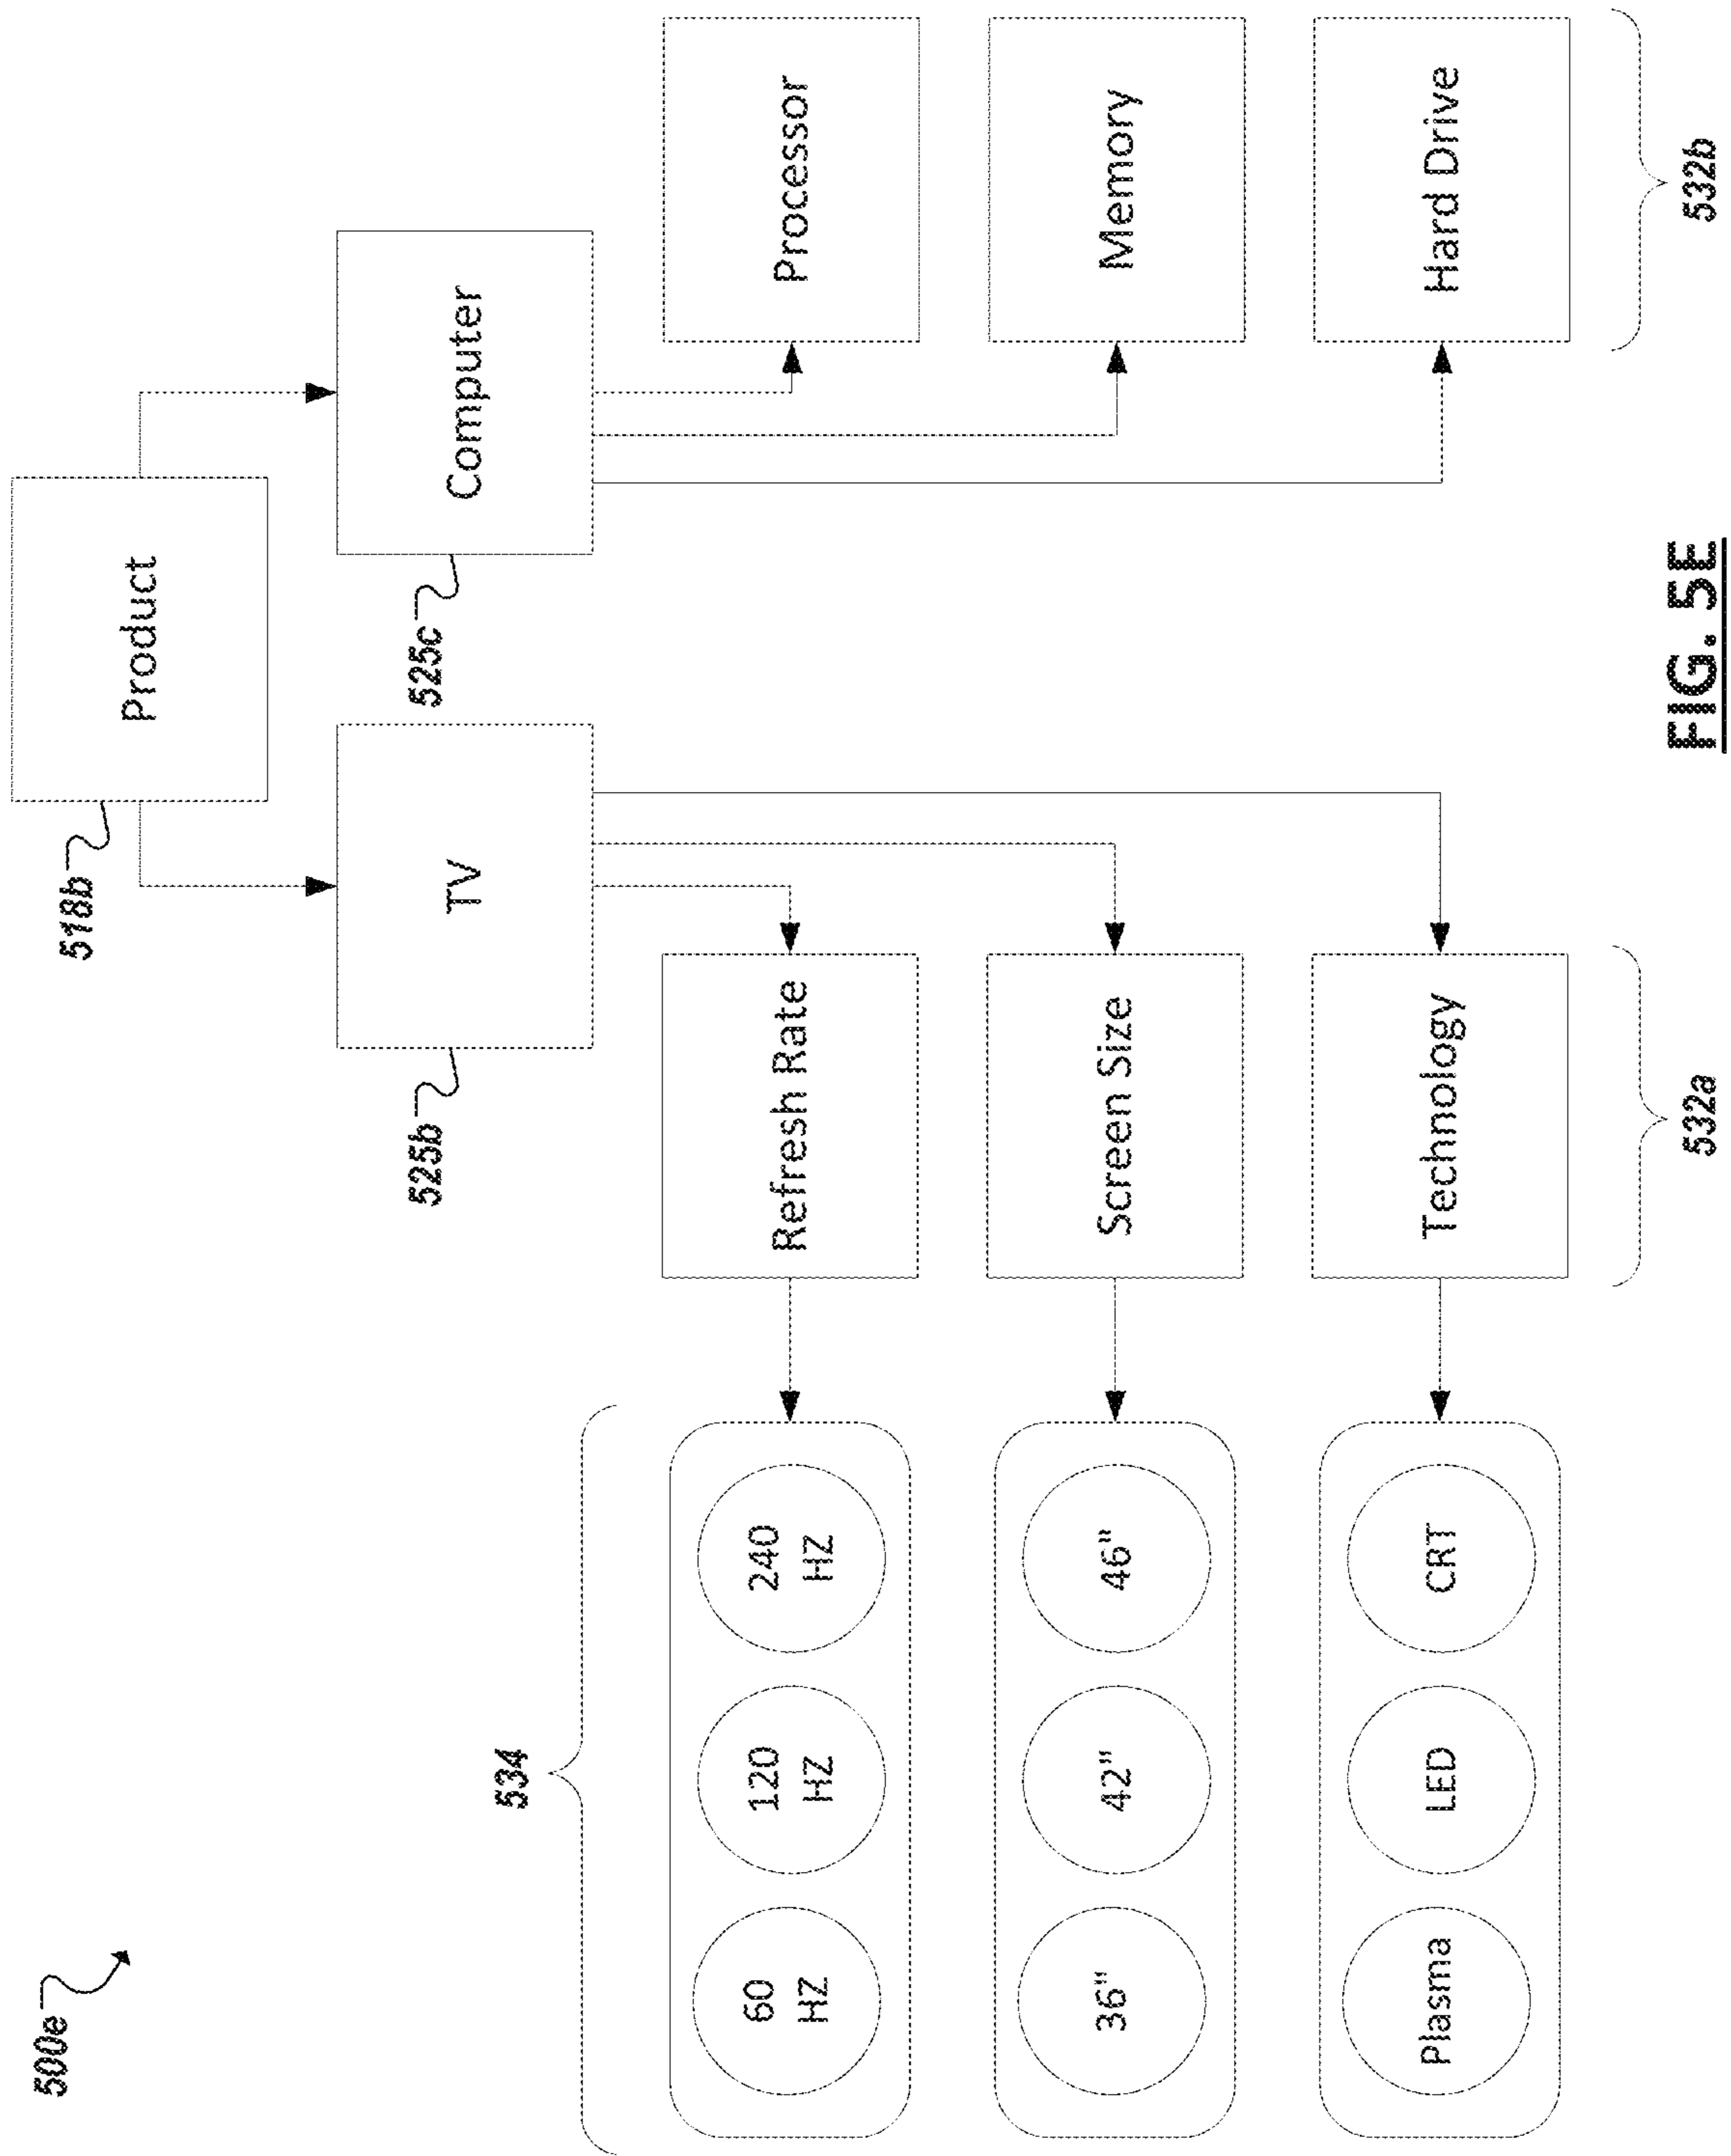 500e
Product
518b
TV
Computer
525b
525c
534
60
HZ
120
HZ
240
HZ
Refresh Rate
Processor
36"
42"
46"
Screen Size
Memory
Plasma
LED
CRT
Technology
Hard Drive
532a
532b
FIG. 5E